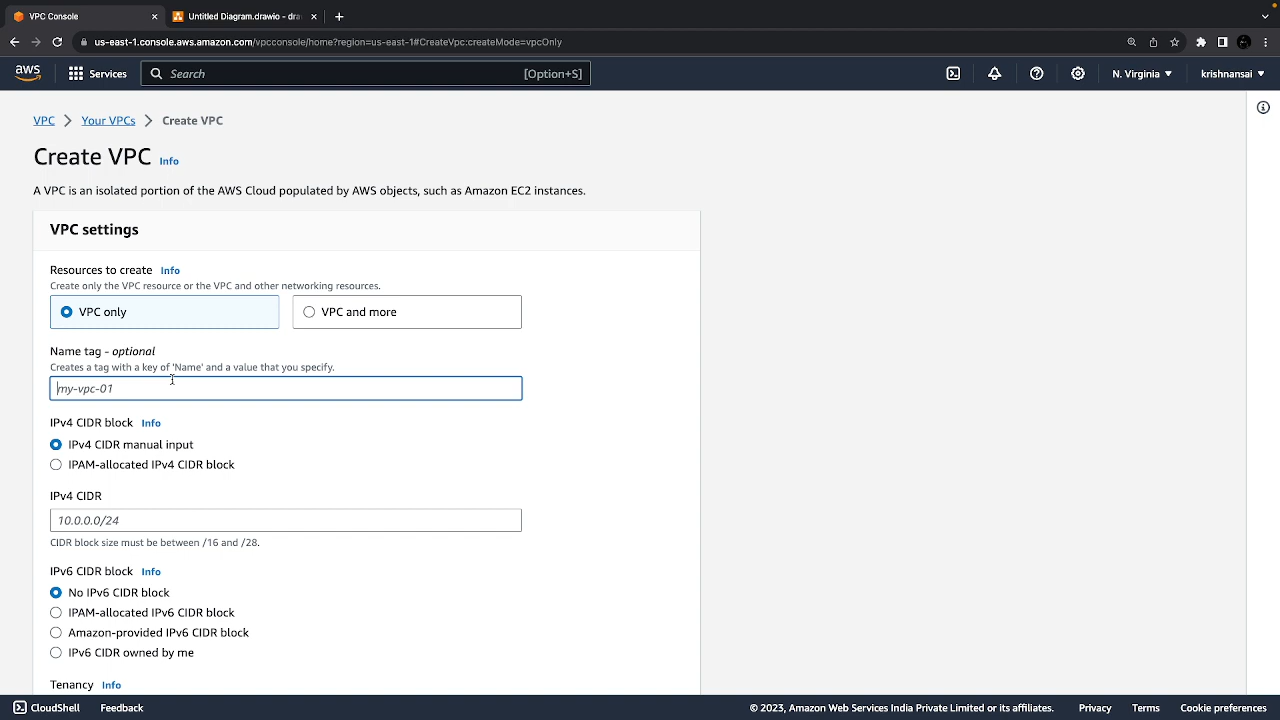 VPC Console
Untitled Diagram.drawio - dra
us-east-1.console.aws.amazon.com/vpcconsole/home?region=us-east-1#CreateVpc:createMode=vpcOnly
aws Services Search [Option+S] N. Virginia krishnansai
VPC Your VPCs Create VPC
Create VPC Info
A VPC is an isolated portion of the AWS Cloud populated by AWS objects, such as Amazon EC2 instances.
VPC settings
Resources to create Info
Create only the VPC resource or the VPC and other networking resources.
VPC only VPC and more
Name tag - optional
Creates a tag with a key of 'Name' and a value that you specify.
my-vpc-01
IPv4 CIDR block Info
IPv4 CIDR manual input
IPAM-allocated IPv4 CIDR block
IPv4 CIDR
10.0.0.0/24
CIDR block size must be between /16 and /28.
IPv6 CIDR block Info
No IPv6 CIDR block
IPAM-allocated IPv6 CIDR block
Amazon-provided IPv6 CIDR block
IPv6 CIDR owned by me
Tenancy Info
CloudShell Feedback © 2023, Amazon Web Services India Private Limited or its affiliates. Privacy Terms Cookie preferences